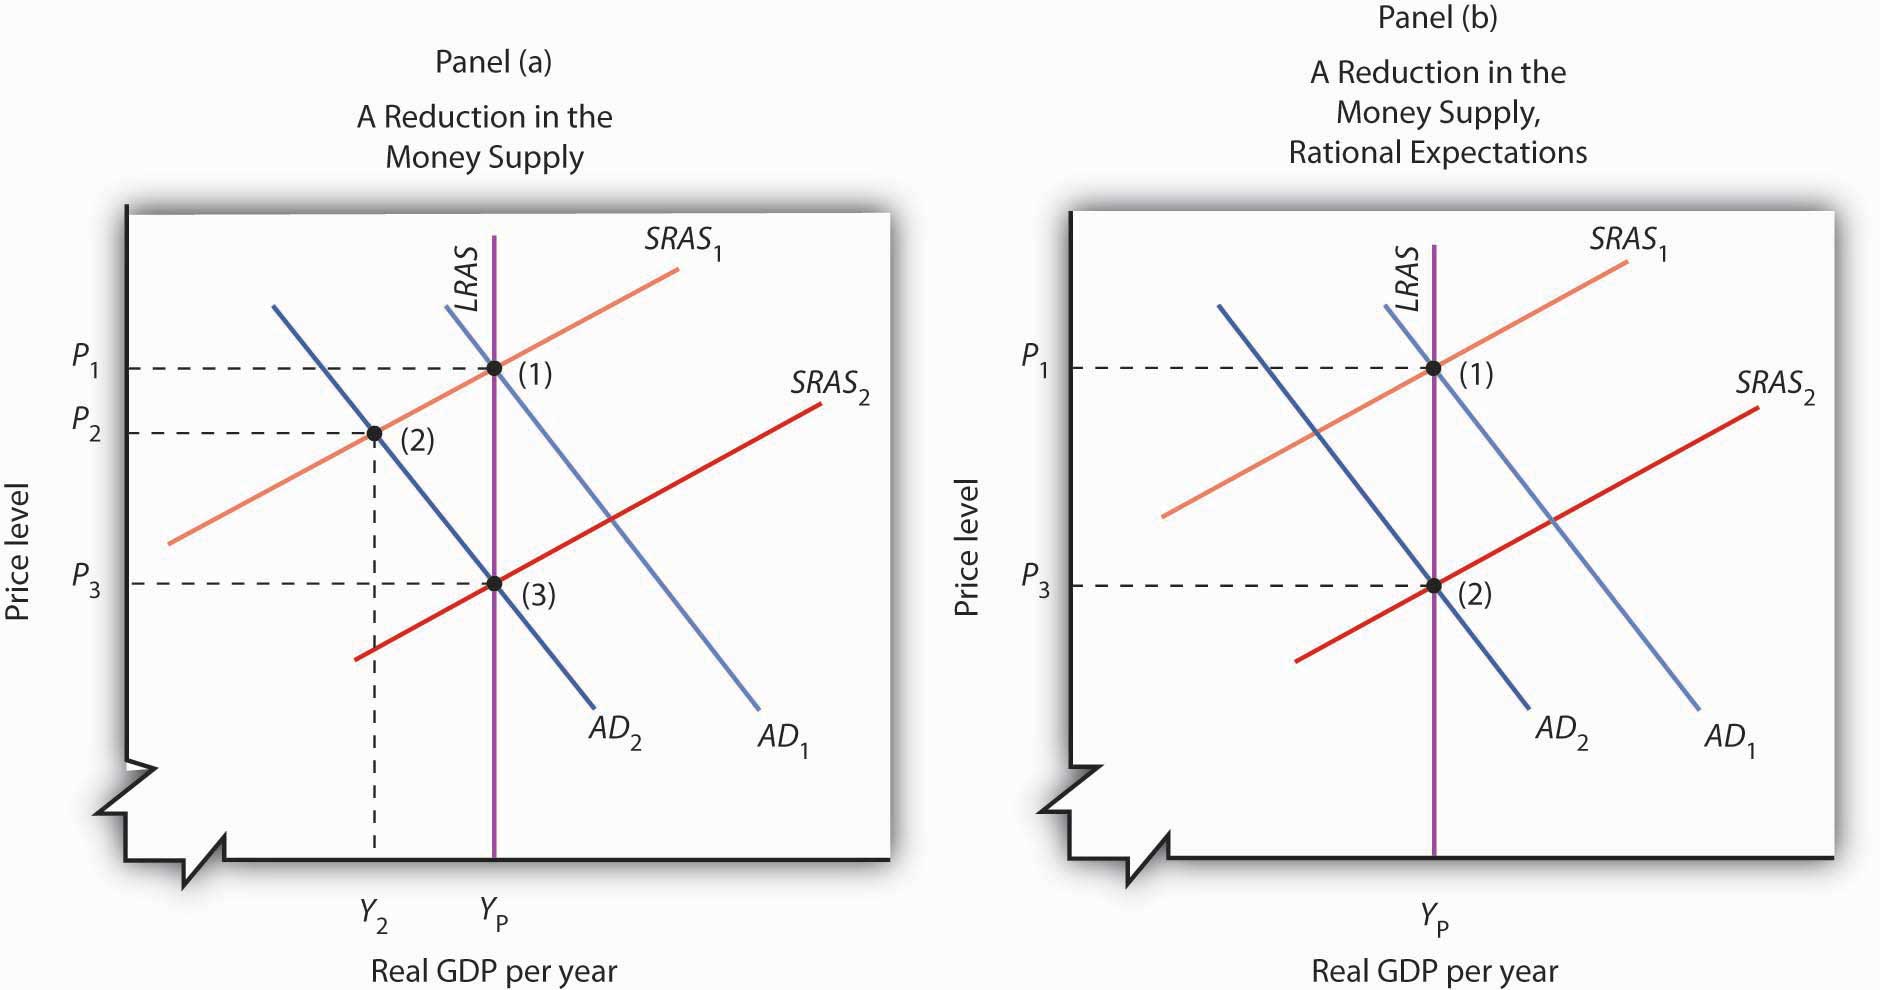 Panel (a)
A Reduction in the
Money Supply
Price level
P1
P2
P3
LRAS
SRAS1
SRAS2
(1)
(2)
(3)
AD2
AD1
Y2
YP
Real GDP per year
Panel (b)
A Reduction in the
Money Supply,
Rational Expectations
Price level
P1
P3
LRAS
SRAS1
SRAS2
(1)
(2)
AD2
AD1
YP
Real GDP per year